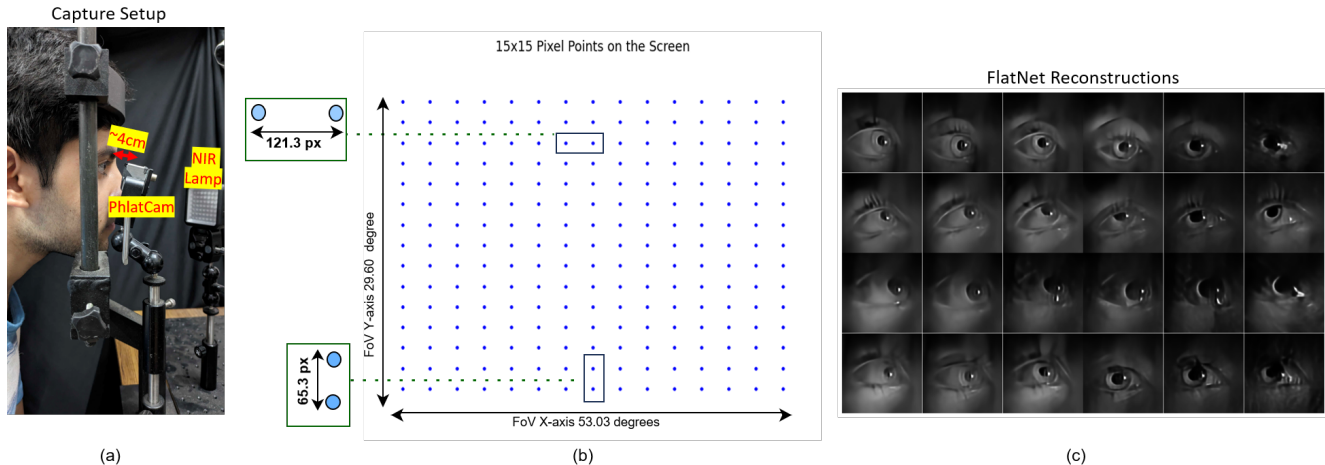 Capture Setup
~4cm
NIR
Lamp
PhlatCam
(a)
15x15 Pixel Points on the Screen
121.3 px
65.3 px
FoV Y-axis 29.60 degree
FoV X-axis 53.03 degrees
(b)
FlatNet Reconstructions
(c)